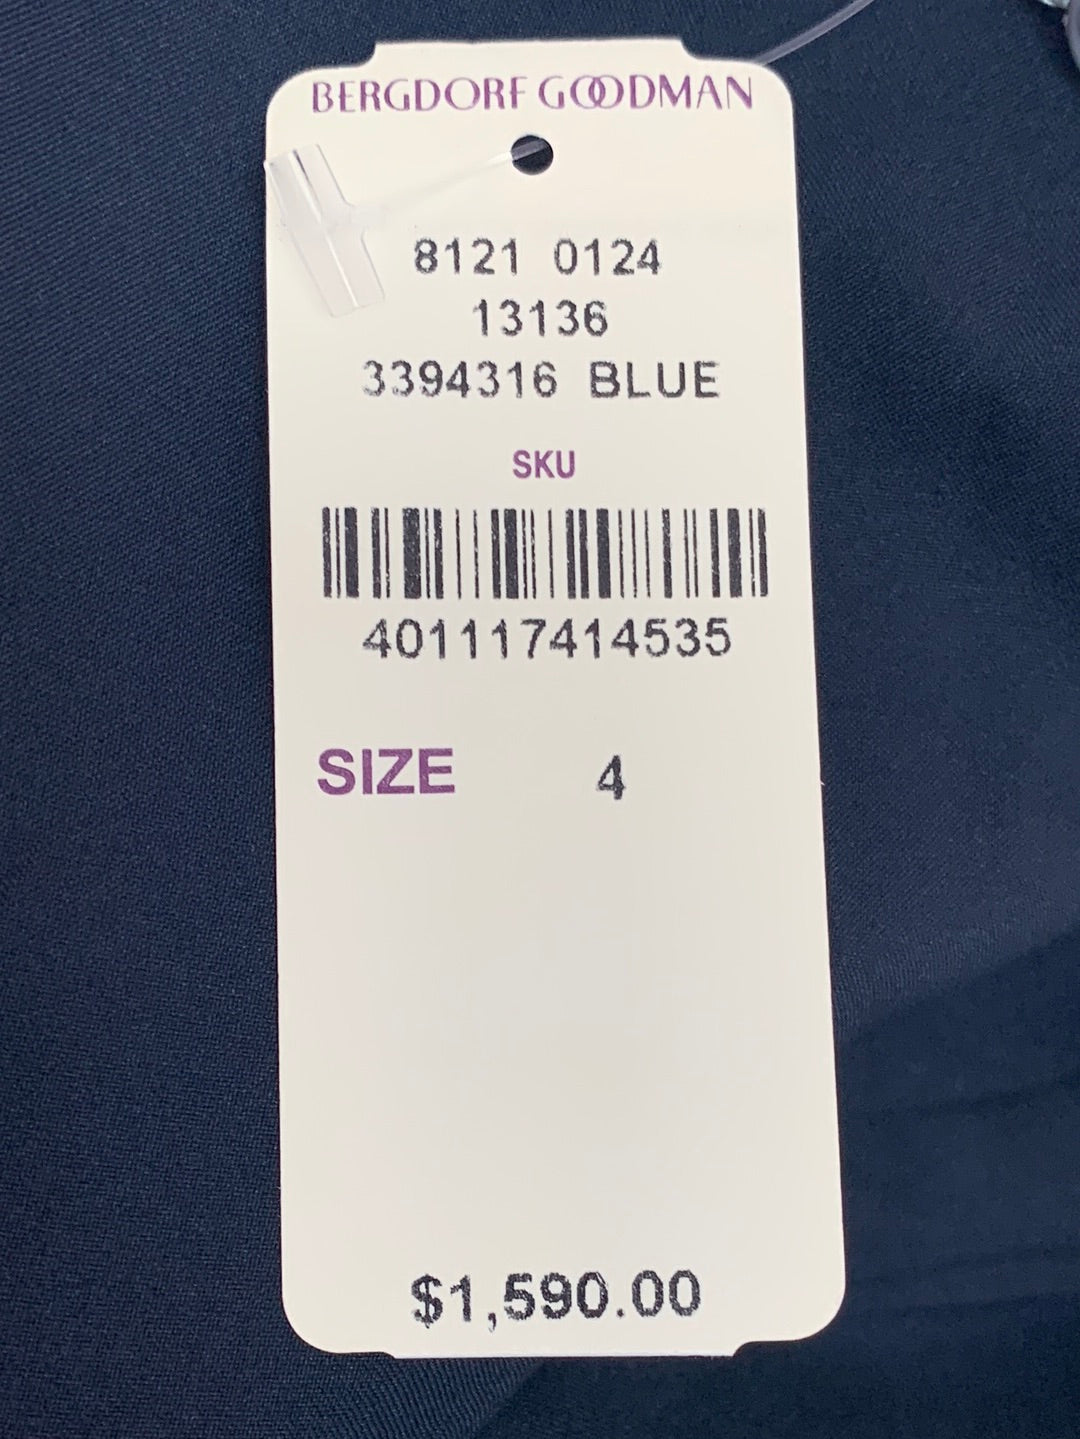 BERGDORF GOODMAN
8121 0124
13136
3394316 BLUE
SKU
401117414535
SIZE 4
$1,590.00